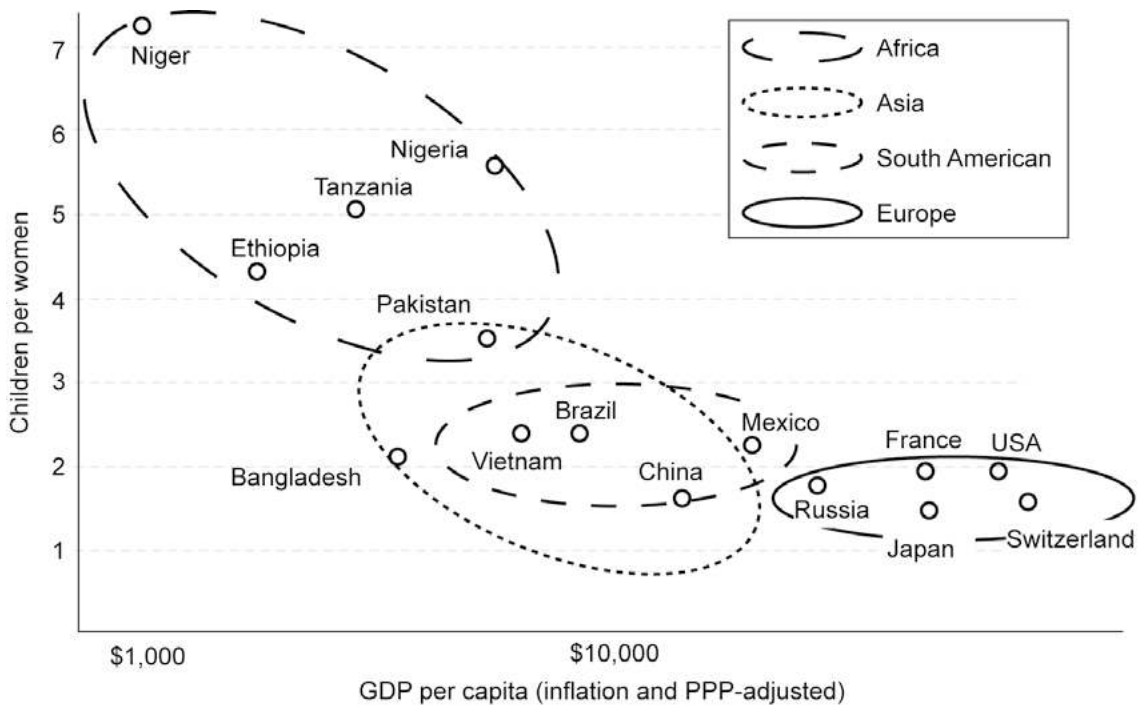 7
Niger
Africa
Asia
6
Nigeria
South American
Tanzania
5
Europe
Ethiopia
Pakistan
4
3
Brazil
Mexico
France
USA
2
Vietnam
China
Bangladesh
Russia
Japan
Switzerland
1
Children per women
$1,000
$10,000
GDP per capita (inflation and PPP-adjusted)